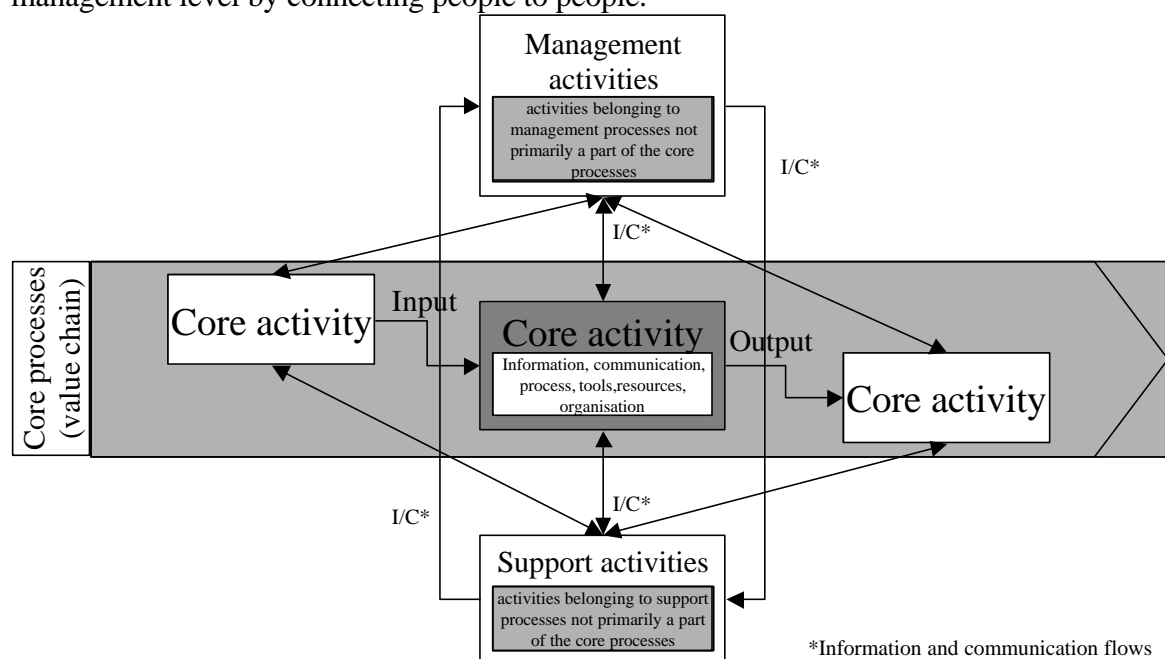 management level by connecting people to people.
Management
activities
activities belonging to
management processes not
primarily a part of the core
processes
I/C*
I/C*
Core processes
(value chain)
Core activity
Input
Core activity
Information, communication,
process, tools,resources,
organisation
Output
Core activity
I/C*
I/C*
Support activities
activities belonging to support
processes not primarily a part
of the core processes
*Information and communication flows